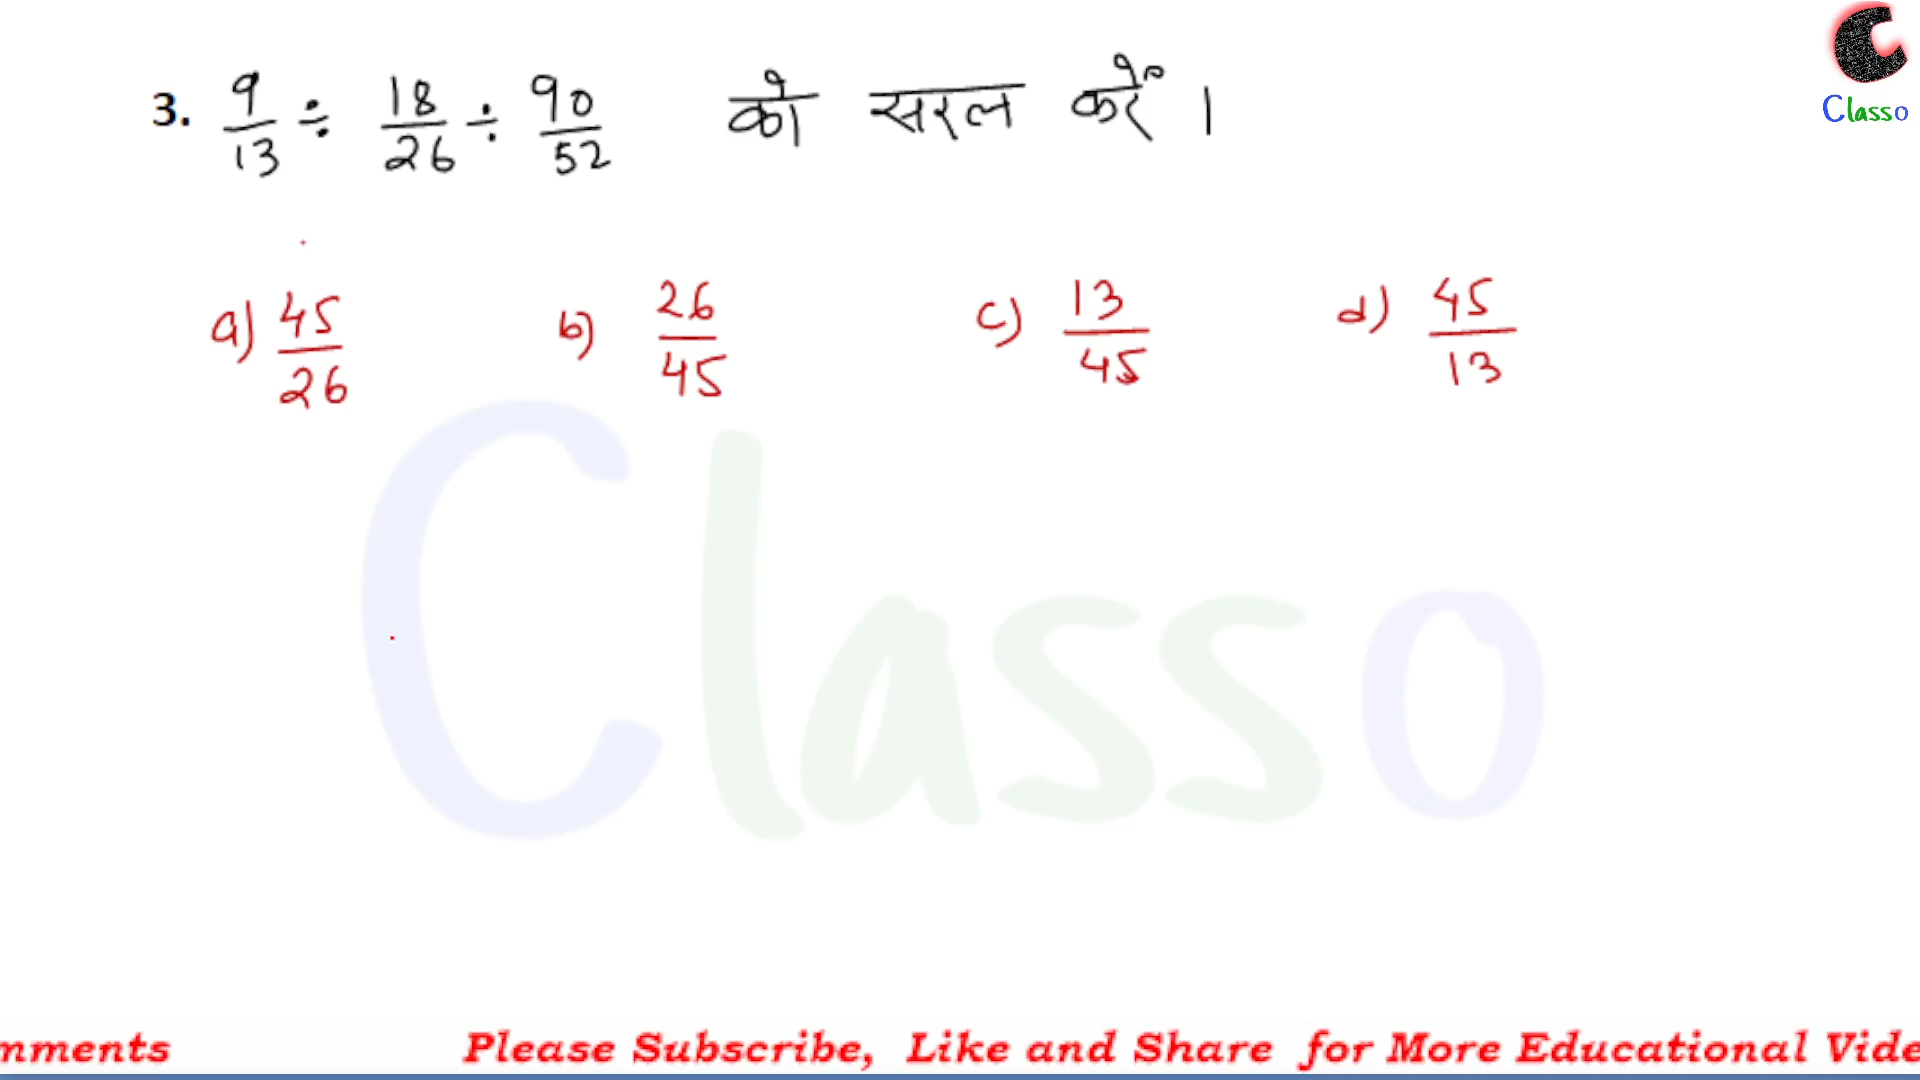 3. 9/13 ÷ 18/26 ÷ 90/52 को सरल करें ।
a) 45/26 b) 26/45 c) 13/45 d) 45/13
Classo
Classo
nments Please Subscribe, Like and Share for More Educational Vide